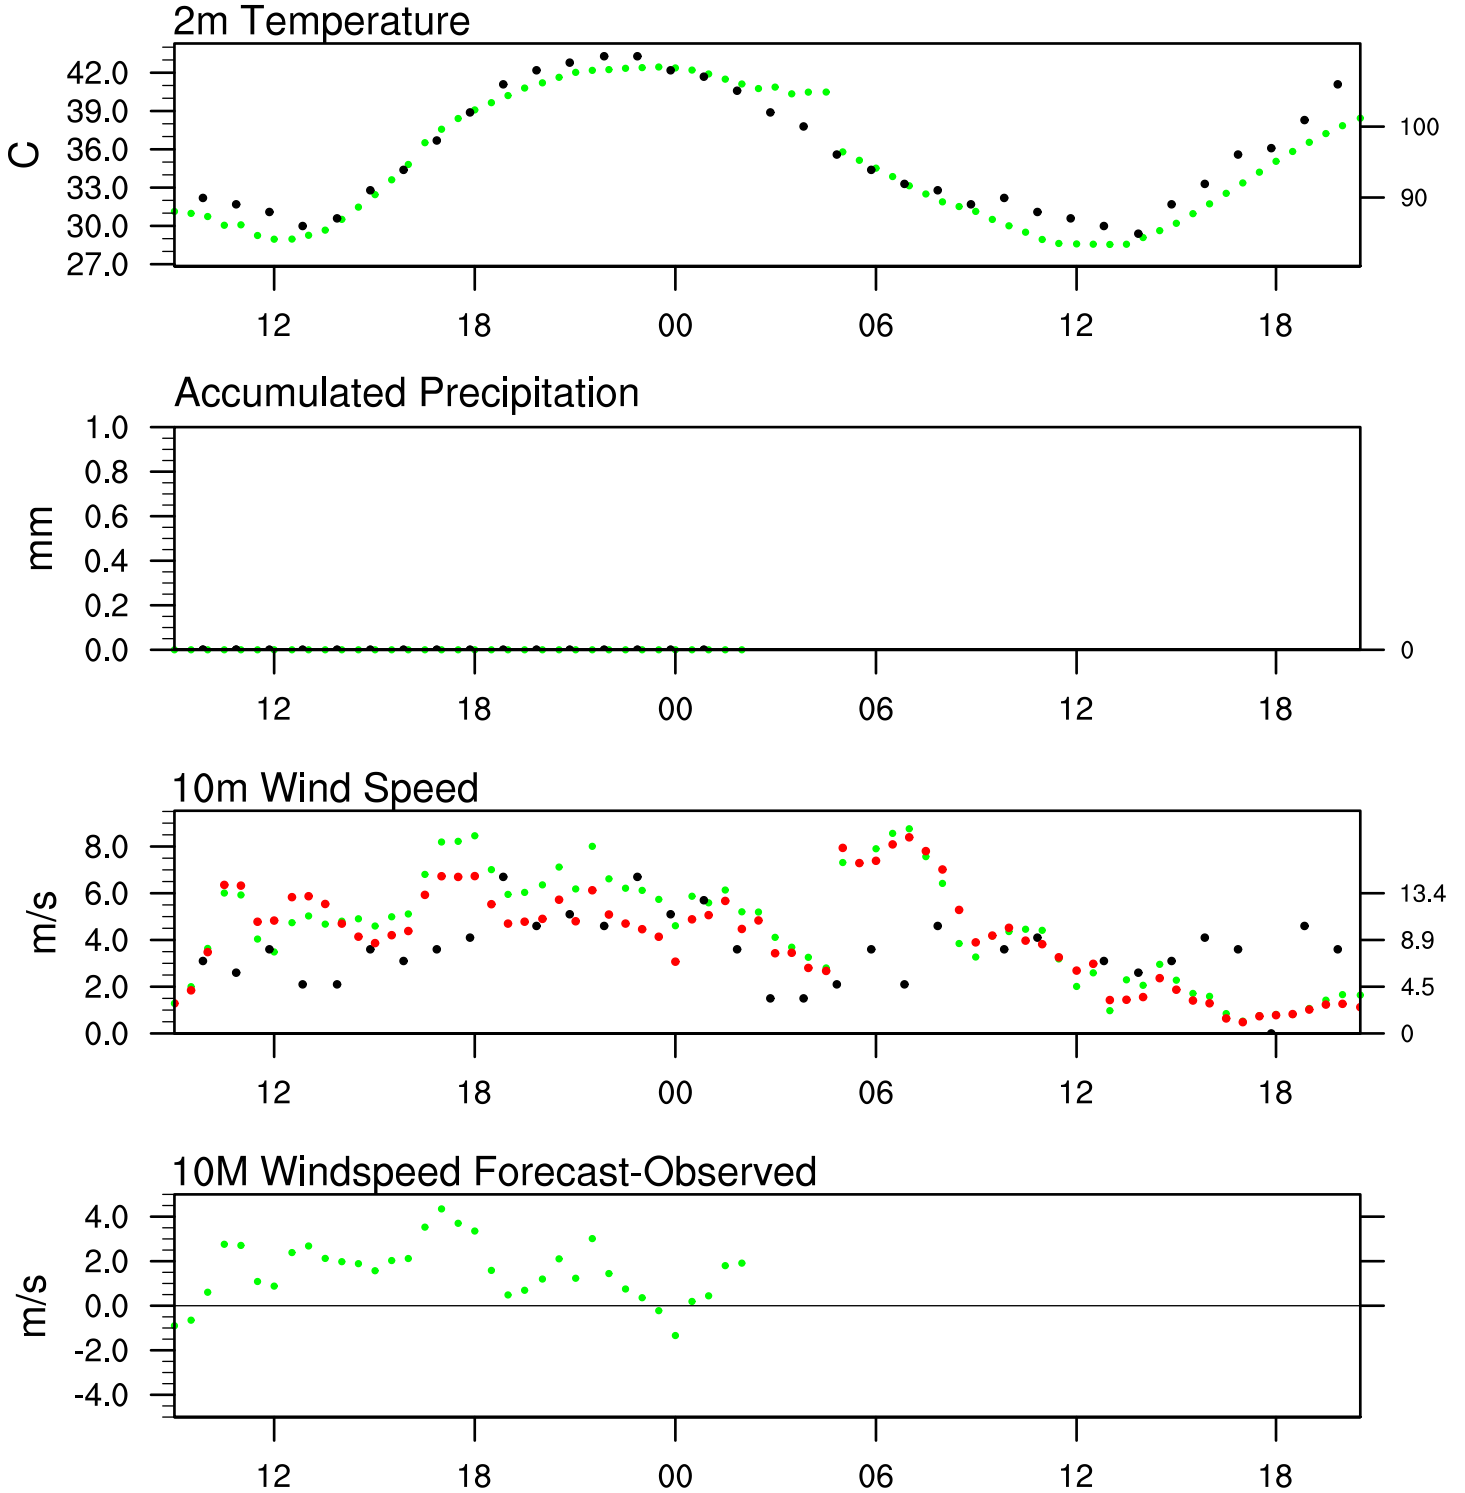 2m Temperature
42.0
39.0
36.0
33.0
30.0
27.0
C
100
90
12 18 00 06 12 18
Accumulated Precipitation
1.0
0.8
0.6
0.4
0.2
0.0
mm
0
12 18 00 06 12 18
10m Wind Speed
8.0
6.0
4.0
2.0
0.0
m/s
13.4
8.9
4.5
0
12 18 00 06 12 18
10M Windspeed Forecast-Observed
4.0
2.0
0.0
-2.0
-4.0
m/s
12 18 00 06 12 18